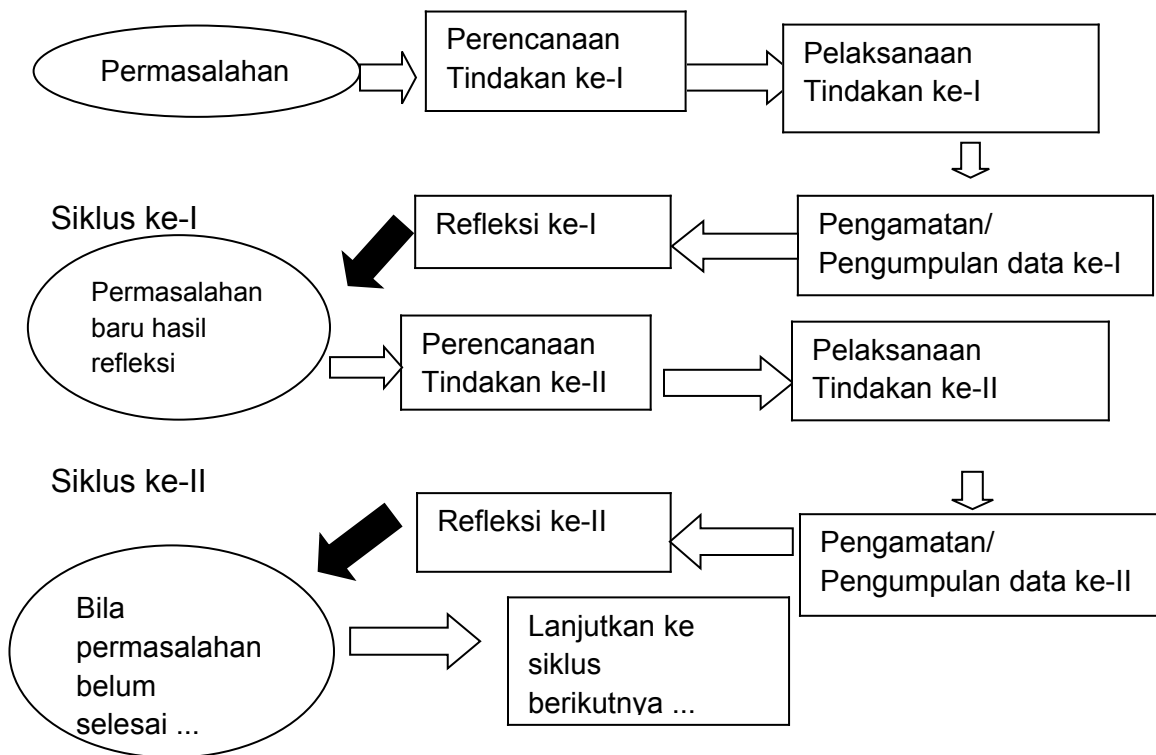 Permasalahan
Perencanaan
Tindakan ke-I
Pelaksanaan
Tindakan ke-I
Siklus ke-I
Refleksi ke-I
Pengamatan/
Pengumpulan data ke-I
Permasalahan
baru hasil
refleksi
Perencanaan
Tindakan ke-II
Pelaksanaan
Tindakan ke-II
Siklus ke-II
Refleksi ke-II
Pengamatan/
Pengumpulan data ke-II
Bila
permasalahan
belum
selesai ...
Lanjutkan ke
siklus
berikutnya ...